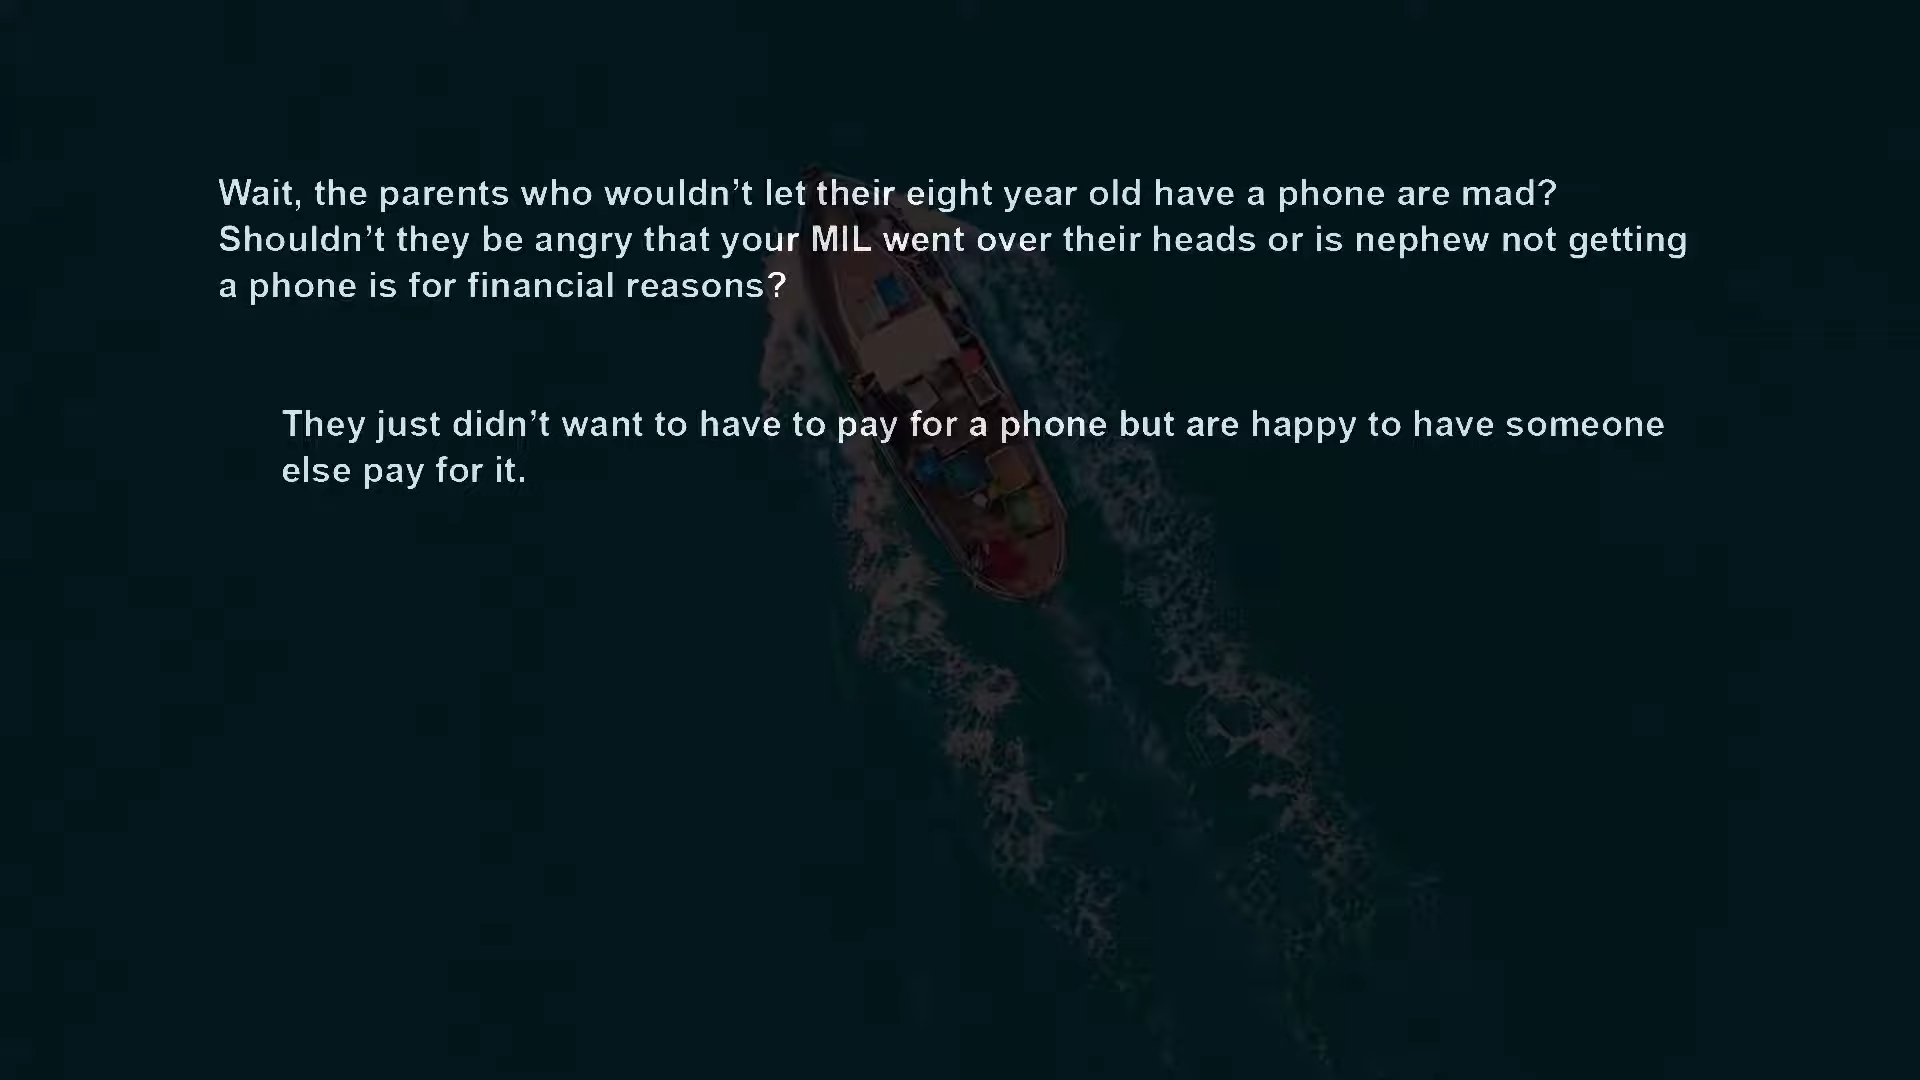 Wait, the parents who wouldn’t let their eight year old have a phone are mad?
Shouldn’t they be angry that your MIL went over their heads or is nephew not getting
a phone is for financial reasons?
They just didn’t want to have to pay for a phone but are happy to have someone
else pay for it.